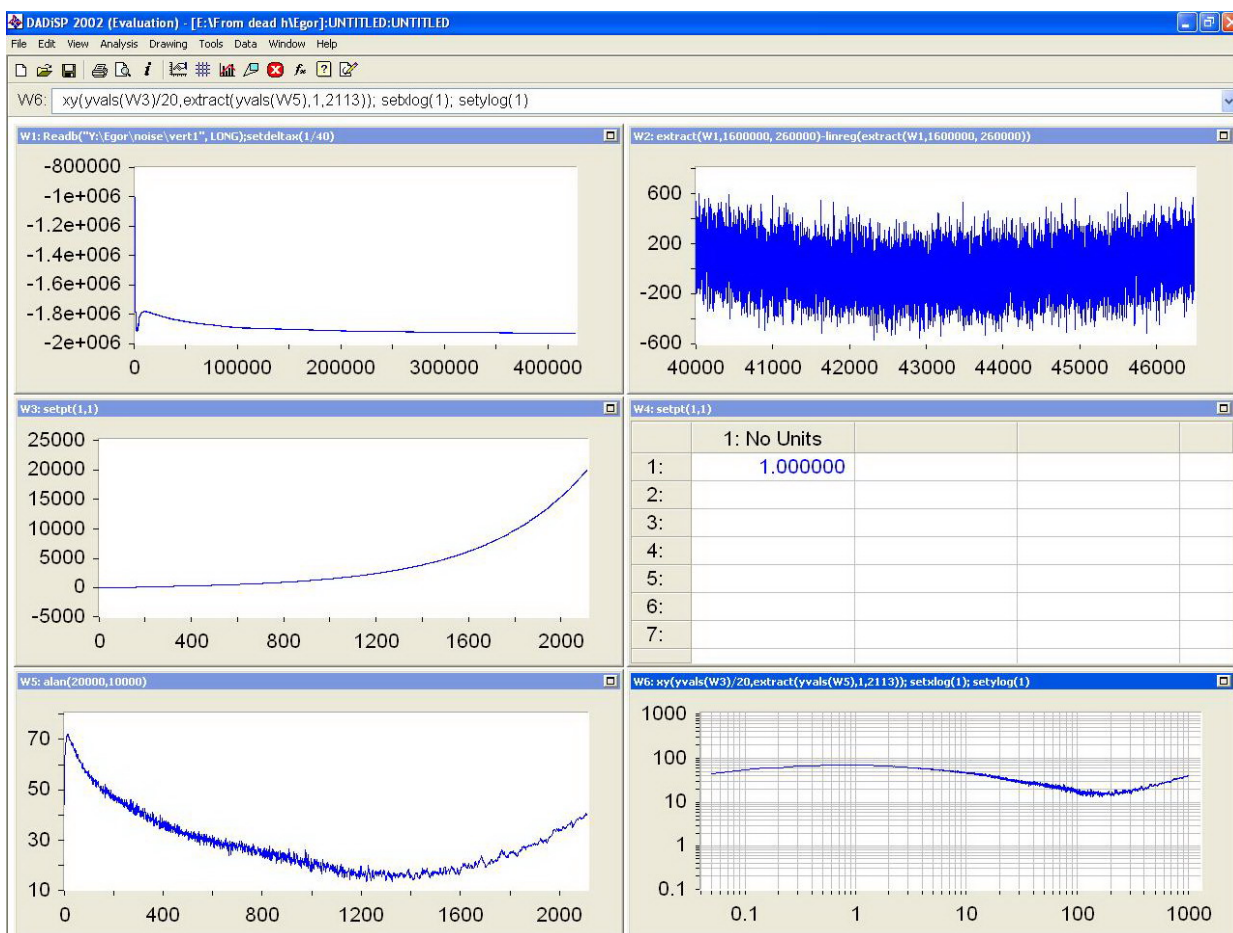 DADiSP 2002 (Evaluation) - [E:\From dead h\Egor]:UNTITLED:UNTITLED
File Edit View Analysis Drawing Tools Data Window Help
W6: xy(yvals(W3)/20,extract(yvals(W5),1,2113)); setxlog(1); setylog(1)
W1: Readb("Y:\Egor\noise\vert1", LONG);setdeltax(1/40)
-800000
-1e+006
-1.2e+006
-1.4e+006
-1.6e+006
-1.8e+006
-2e+006
0 100000 200000 300000 400000
W2: extract(W1,1600000, 260000)-linreg(extract(W1,1600000, 260000))
600
200
-200
-600
40000 41000 42000 43000 44000 45000 46000
W3: setpt(1,1)
25000
20000
15000
10000
5000
0
-5000
0 400 800 1200 1600 2000
W4: setpt(1,1)
1: No Units
1: 1.000000
2:
3:
4:
5:
6:
7:
W5: alan(20000,10000)
70
50
30
10
0 400 800 1200 1600 2000
W6: xy(yvals(W3)/20,extract(yvals(W5),1,2113)); setxlog(1); setylog(1)
1000
100
10
1
0.1
0.1 1 10 100 1000